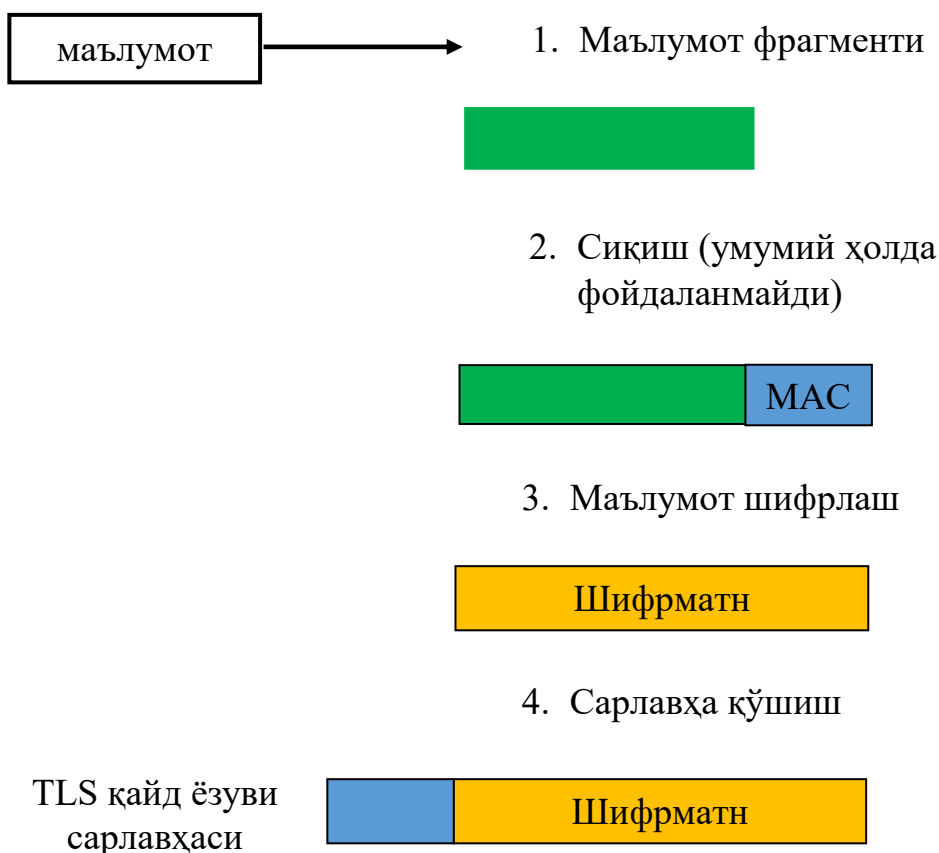 маълумот
1. Маълумот фрагменти
2. Сиқиш (умумий ҳолда
фойдаланмайди)
МАС
3. Маълумот шифрлаш
Шифрматн
4. Сарлавҳа қўшиш
TLS қайд ёзуви
сарлавҳаси
Шифрматн